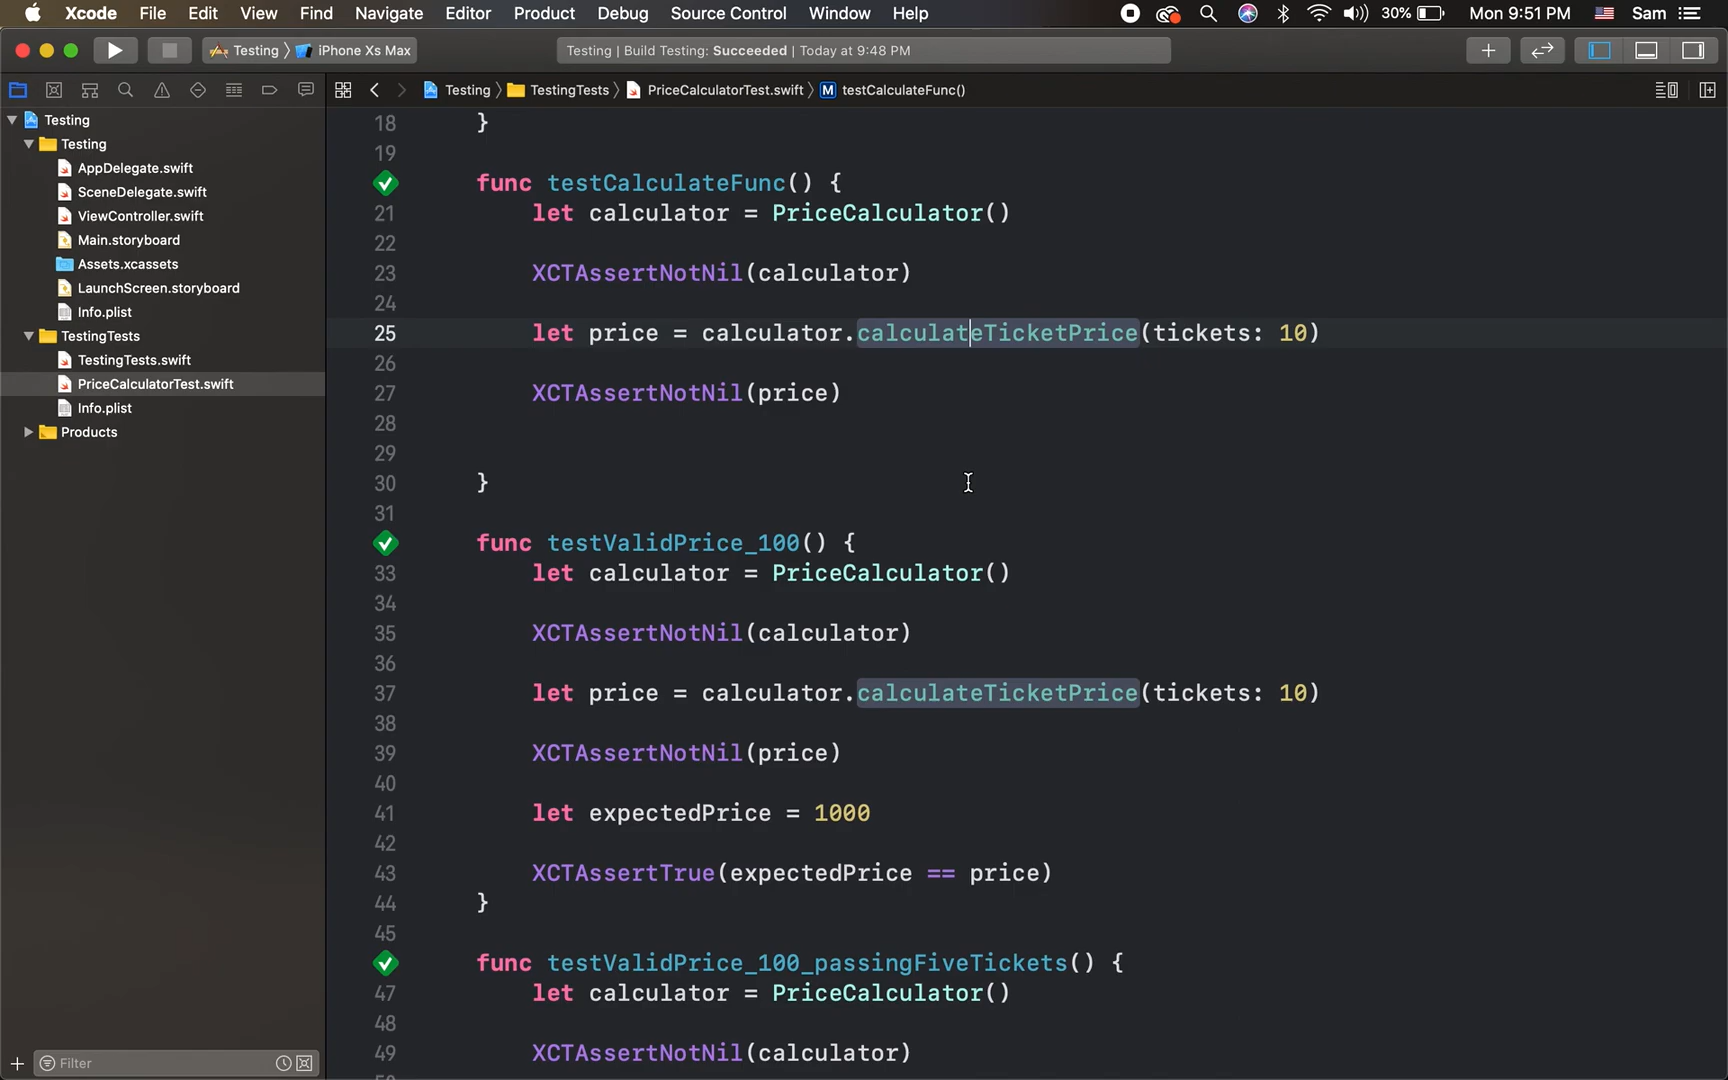 Xcode File Edit View Find Navigate Editor Product Debug Source Control Window Help 30% Mon 9:51 PM Sam
Testing 〉 iPhone Xs Max
Testing | Build Testing: Succeeded | Today at 9:48 PM
Testing 〉 TestingTests 〉 PriceCalculatorTest.swift 〉 M testCalculateFunc()
Testing
Testing
AppDelegate.swift
SceneDelegate.swift
ViewController.swift
Main.storyboard
Assets.xcassets
LaunchScreen.storyboard
Info.plist
TestingTests
TestingTests.swift
PriceCalculatorTest.swift
Info.plist
Products
Filter
18 }
19
func testCalculateFunc() {
21 let calculator = PriceCalculator()
22
23 XCTAssertNotNil(calculator)
24
25 let price = calculator.calculateTicketPrice(tickets: 10)
26
27 XCTAssertNotNil(price)
28
29
30 }
31
func testValidPrice_100() {
33 let calculator = PriceCalculator()
34
35 XCTAssertNotNil(calculator)
36
37 let price = calculator.calculateTicketPrice(tickets: 10)
38
39 XCTAssertNotNil(price)
40
41 let expectedPrice = 1000
42
43 XCTAssertTrue(expectedPrice == price)
44 }
45
func testValidPrice_100_passingFiveTickets() {
47 let calculator = PriceCalculator()
48
49 XCTAssertNotNil(calculator)